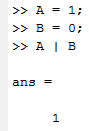 >> A = 1;
>> B = 0;
>> A | B
ans =
1